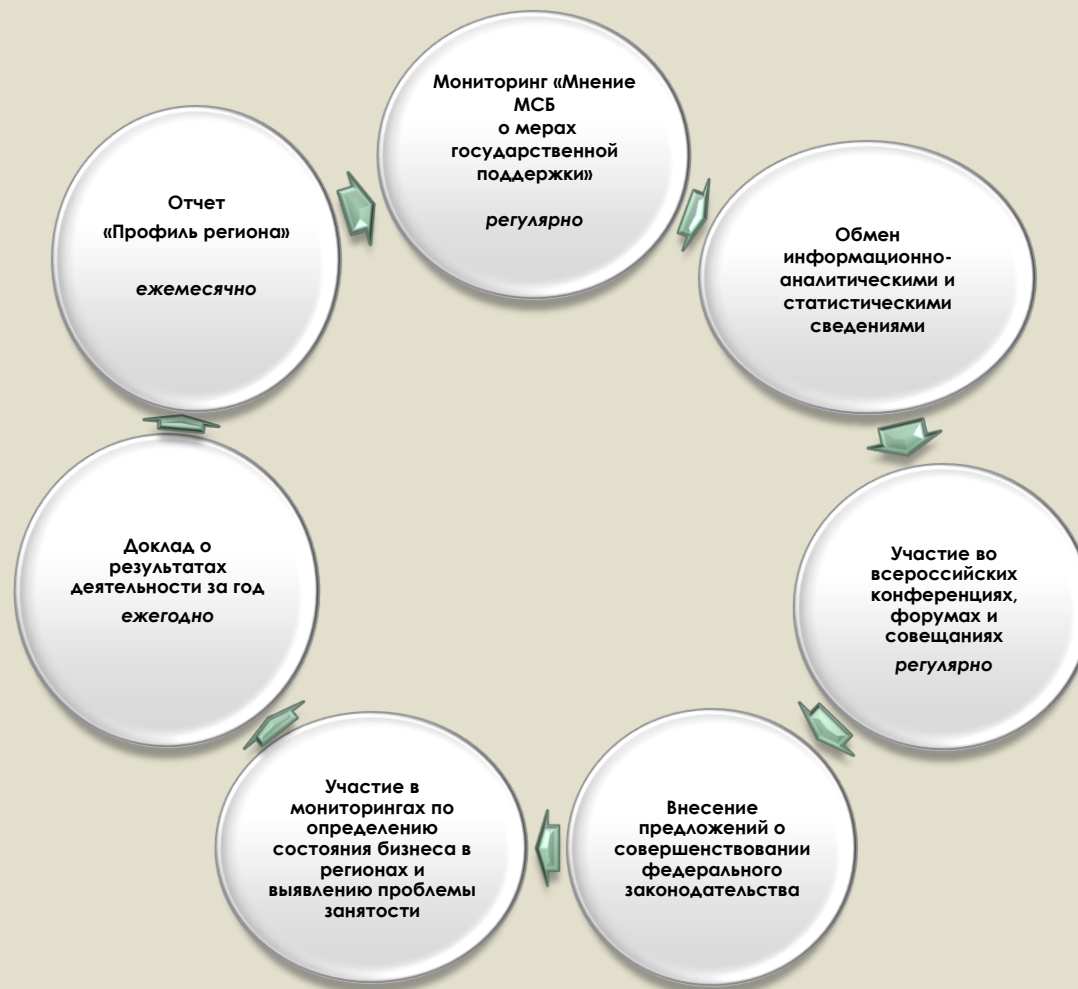 Мониторинг «Мнение
МСБ
о мерах
государственной
поддержки»
регулярно
Обмен
информационно-
аналитическими и
статистическими
сведениями
Участие во
всероссийских
конференциях,
форумах и
совещаниях
регулярно
Внесение
предложений о
совершенствовании
федерального
законодательства
Участие в
мониторингах по
определению
состояния бизнеса в
регионах и
выявлению проблемы
занятости
Доклад о
результатах
деятельности за год
ежегодно
Отчет
«Профиль региона»
ежемесячно